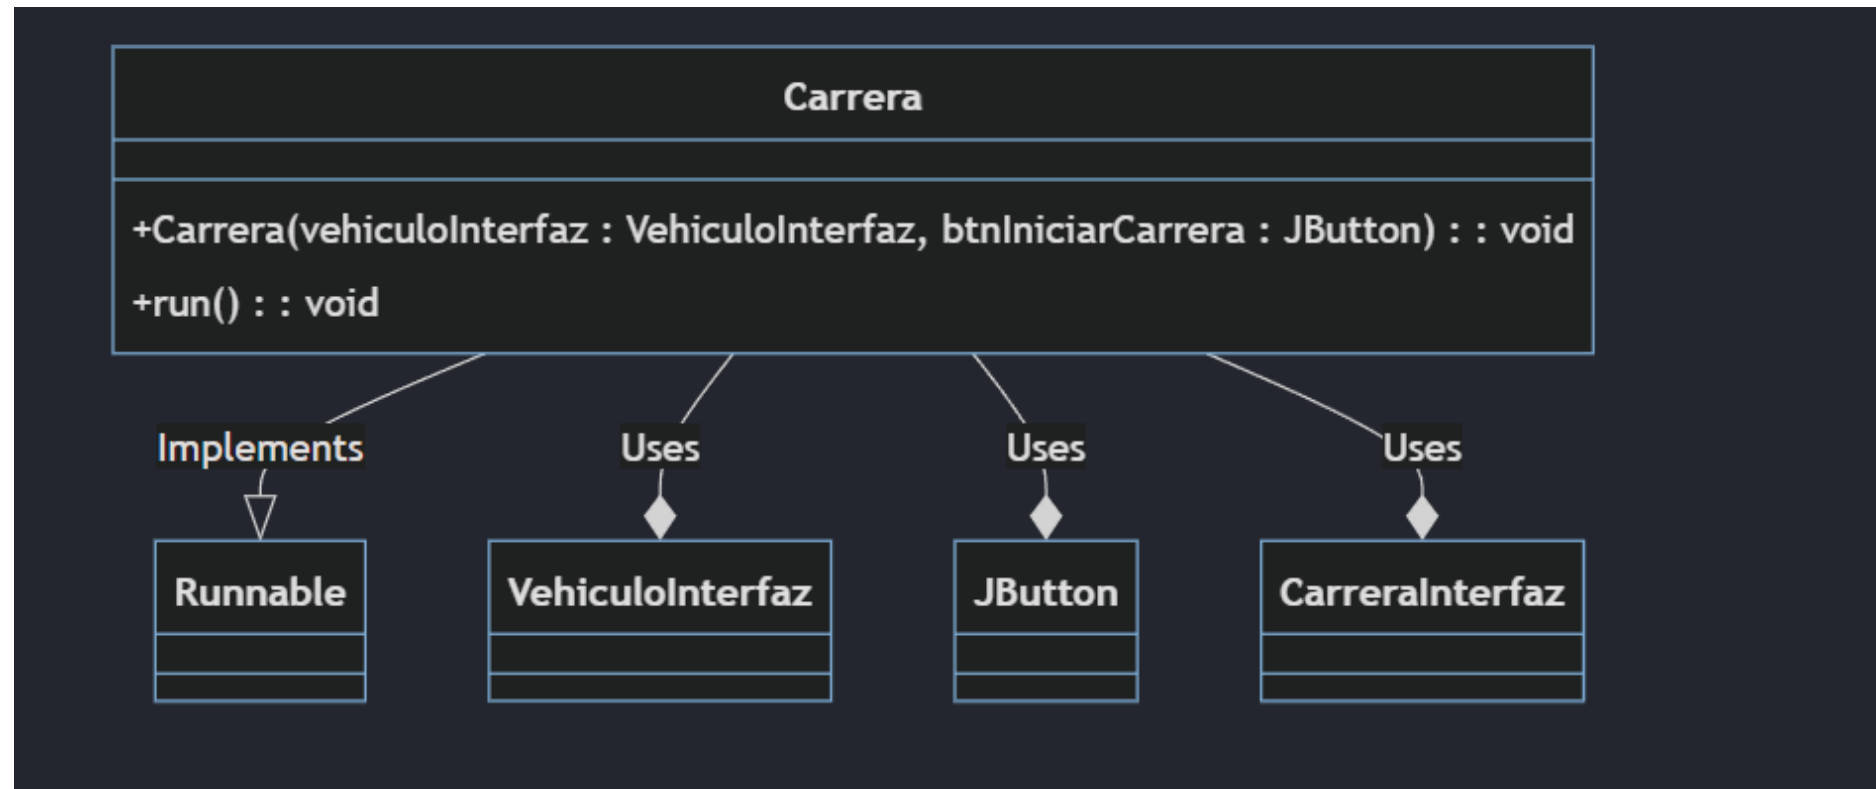 Carrera
+Carrera(vehiculoInterfaz : VehiculoInterfaz, btnIniciarCarrera : JButton) : : void
+run() : : void
Implements
Uses
Uses
Uses
Runnable
VehiculoInterfaz
JButton
CarreraInterfaz